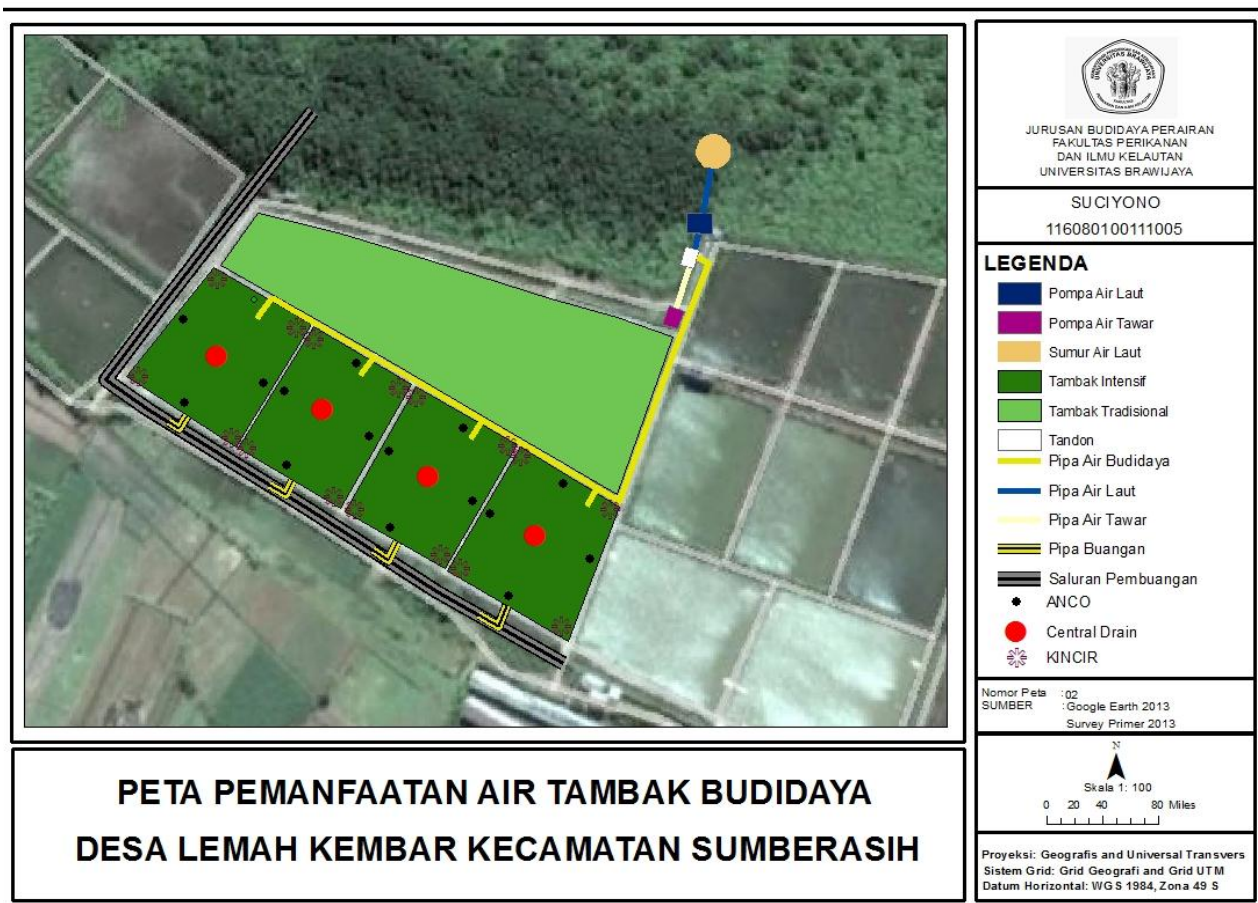 PETA PEMANFAATAN AIR TAMBAK BUDIDAYA
DESA LEMAH KEMBAR KECAMATAN SUMBERASIH
UNIVERSITAS BRAWIJAYA
JURUSAN BUDIDAYA PERAIRAN
FAKULTAS PERIKANAN
DAN ILMU KELAUTAN
UNIVERSITAS BRAWIJAYA
SUCIYONO
116080100111005
LEGENDA
Pompa Air Laut
Pompa Air Tawar
Sumur Air Laut
Tambak Intensif
Tambak Tradisional
Tandon
Pipa Air Budidaya
Pipa Air Laut
Pipa Air Tawar
Pipa Buangan
Saluran Pembuangan
ANCO
Central Drain
KINCIR
Nomor Peta :02
SUMBER :Google Earth 2013
Survey Primer 2013
N
Skala 1: 100
0 20 40 80 Miles
Proyeksi: Geografis and Universal Transvers
Sistem Grid: Grid Geografi and Grid UTM
Datum Horizontal: WGS 1984, Zona 49 S